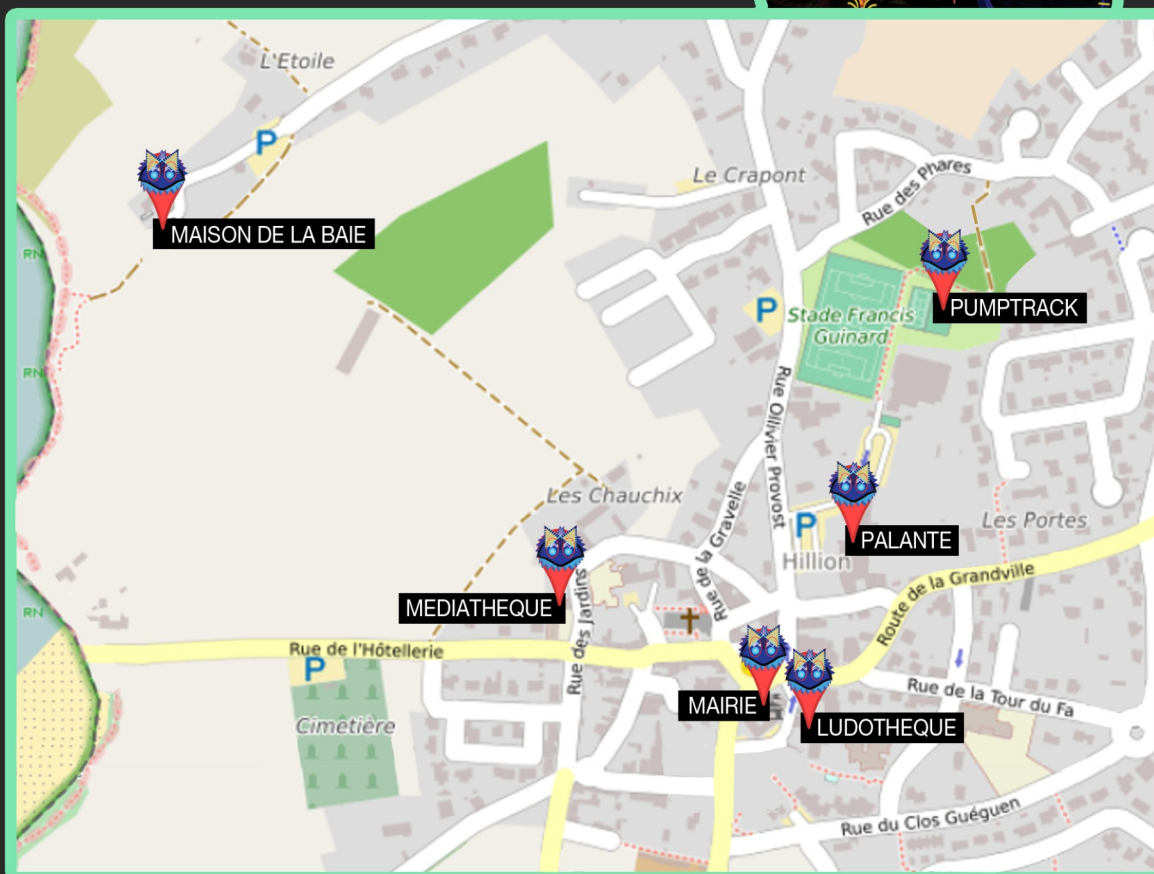 L'Etoile
P
MAISON DE LA BAIE
Le Crapont
Rue des Phares
RN
PUMPTRACK
P
Stade Francis
Guinard
RN
Rue Ollivier Provost
Les Chauchix
Rue de la Gravelle
Les Portes
P
PALANTE
Hillion
Route de la Grandville
MEDIATHEQUE
Rue des Jardins
RN
Rue de l'Hôtellerie
P
Rue de la Tour du Fa
MAIRIE
LUDOTHEQUE
Cimetière
Rue du Clos Guéguen